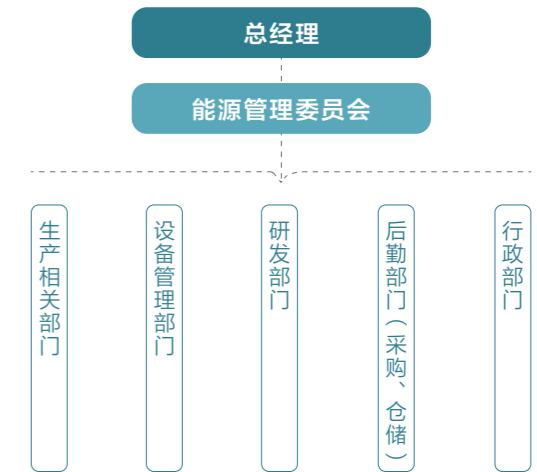 总经理
能源管理委员会
生产相关部门
设备管理部门
研发部门
后勤部门（采购、仓储）
行政部门